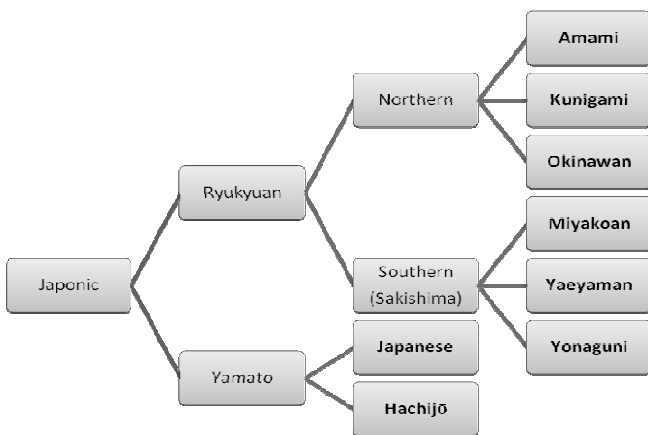 Amami
Northern
Kunigami
Okinawan
Ryukyuan
Miyakoan
Japonic
Southern
(Sakishima)
Yaeyaman
Japanese
Yonaguni
Yamato
Hachijō